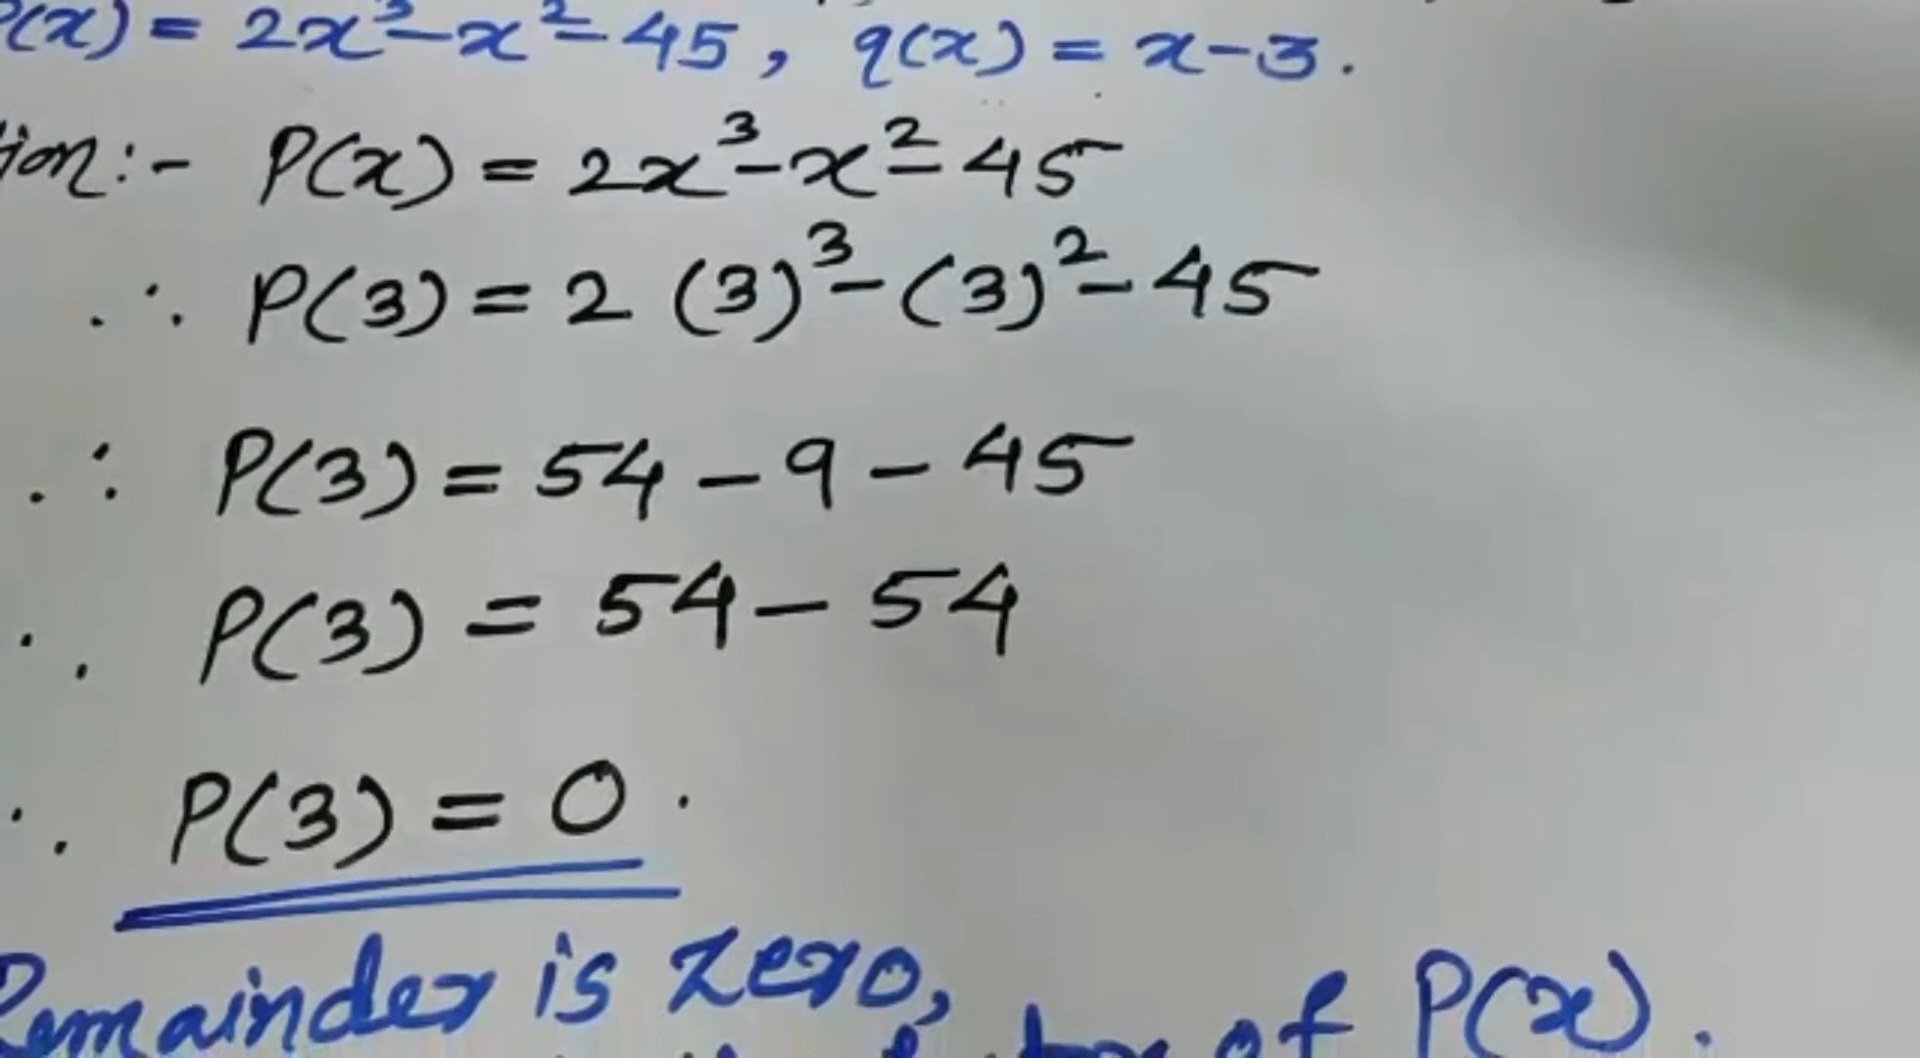 P(x) = 2x³-x²-45, q(x) = x-3.
P(x) = 2x³-x²-45
∴ P(3) = 2 (3)³-(3)²-45
∴ P(3) = 54-9-45
∴ P(3) = 54-54
∴ P(3) = 0.
Remainder is zero,
of P(x).